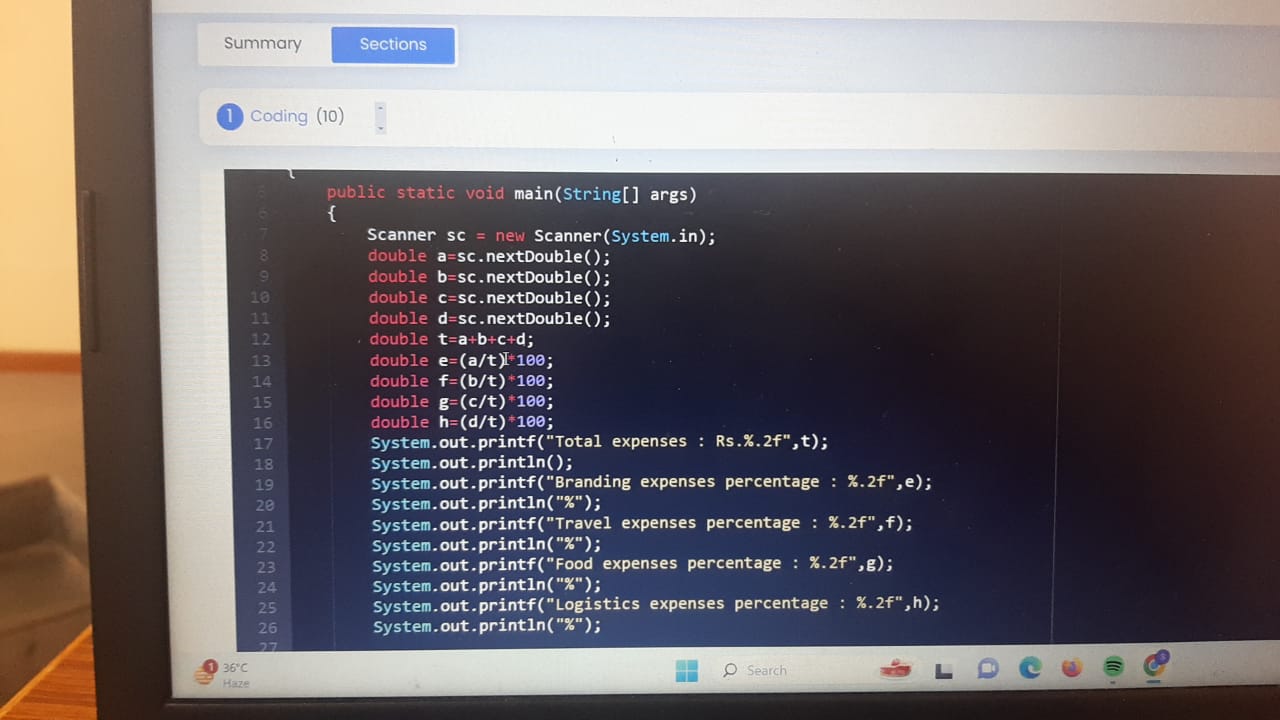 Summary Sections
1 Coding (10)
{
5 public static void main(String[] args)
6 {
7 Scanner sc = new Scanner(System.in);
8 double a=sc.nextDouble();
9 double b=sc.nextDouble();
10 double c=sc.nextDouble();
11 double d=sc.nextDouble();
12 double t=a+b+c+d;
13 double e=(a/t)*100;
14 double f=(b/t)*100;
15 double g=(c/t)*100;
16 double h=(d/t)*100;
17 System.out.printf("Total expenses : Rs.%.2f",t);
18 System.out.println();
19 System.out.printf("Branding expenses percentage : %.2f",e);
20 System.out.println("%");
21 System.out.printf("Travel expenses percentage : %.2f",f);
22 System.out.println("%");
23 System.out.printf("Food expenses percentage : %.2f",g);
24 System.out.println("%");
25 System.out.printf("Logistics expenses percentage : %.2f",h);
26 System.out.println("%");
27
1 36°C
Haze
Search